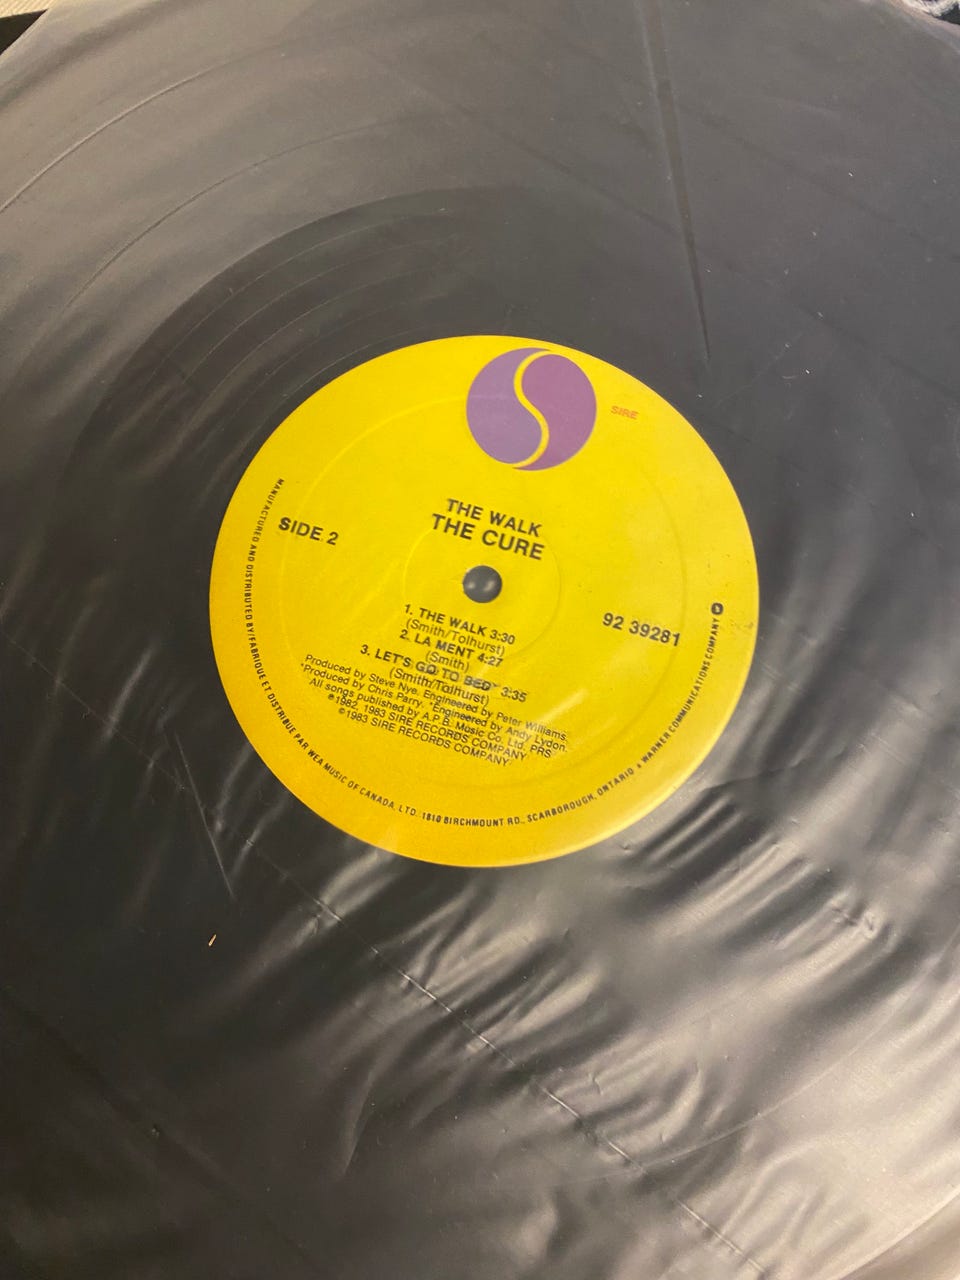 SIRE
THE WALK
THE CURE
SIDE 2
92 39281
1. THE WALK 3:30
(Smith/Tolhurst)
2. LA MENT 4:27
(Smith)
3. LET'S GO TO BED* 3:35
(Smith/Tolhurst)
Produced by Steve Nye. Engineered by Peter Williams.
*Produced by Chris Parry. *Engineered by Andy Lydon.
All songs published by A.P.B. Music Co. Ltd. PRS
℗1982, 1983 SIRE RECORDS COMPANY
©1983 SIRE RECORDS COMPANY
MANUFACTURED AND DISTRIBUTED BY/FABRIQUE ET DISTRIBUE PAR WEA MUSIC OF CANADA, LTD. 1810 BIRCHMOUNT RD., SCARBOROUGH, ONTARIO • WARNER COMMUNICATIONS COMPANY